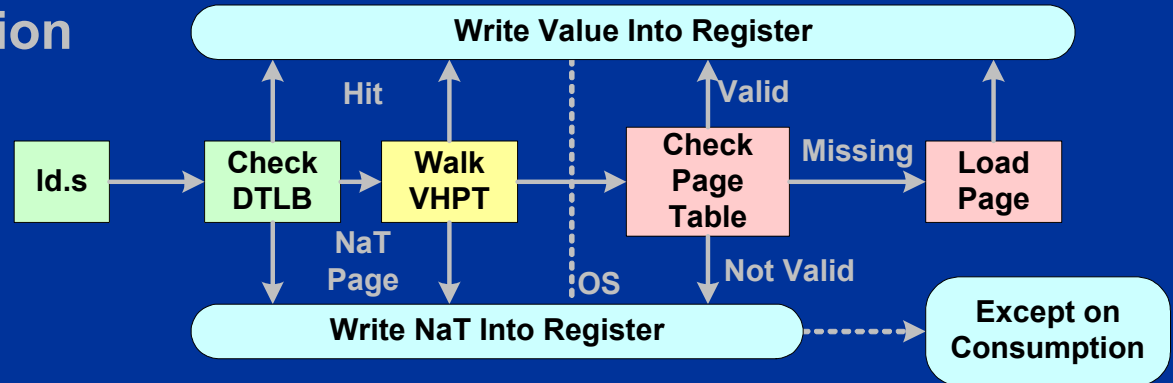 ion
Write Value Into Register
Hit
Valid
ld.s
Check
DTLB
Walk
VHPT
Check
Page
Table
Missing
Load
Page
NaT
Page
OS
Not Valid
Write NaT Into Register
Except on
Consumption